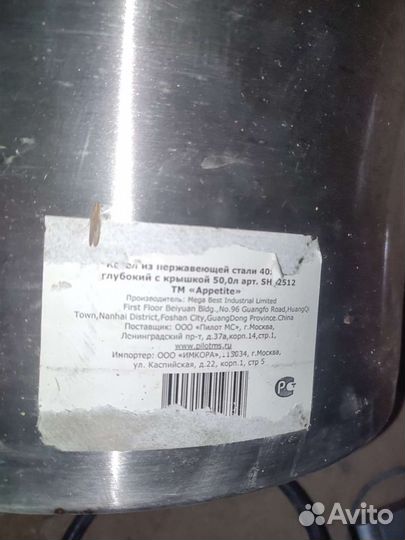 из нержавеющей стали
глубокий с крышкой 50,0л арт. SH 2512
ТМ «Appetite»
Производитель: Mega Best Industrial Limited
First Floor Beiyuan Bldg.,No.96 Guangfo Road,HuangQi
Town,Nanhai District,Foshan City,GuangDong Province.China
Поставщик: ООО «Пилот МС», г.Москва,
Ленинградский пр-т, д.37а,корп.14,стр.1,
www.pilotms.ru
Импортер: ООО «ИМКОРА», г.Москва,
ул. Каспийская, д.22, корп.1, стр 5
РС
Avito